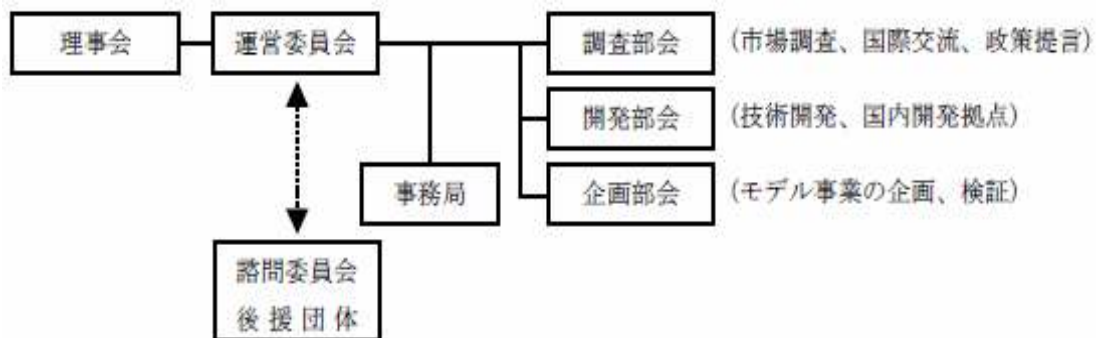 理事会
運営委員会
調査部会 (市場調査、国際交流、政策提言)
開発部会 (技術開発、国内開発拠点)
事務局
企画部会 (モデル事業の企画、検証)
諮問委員会
後援団体